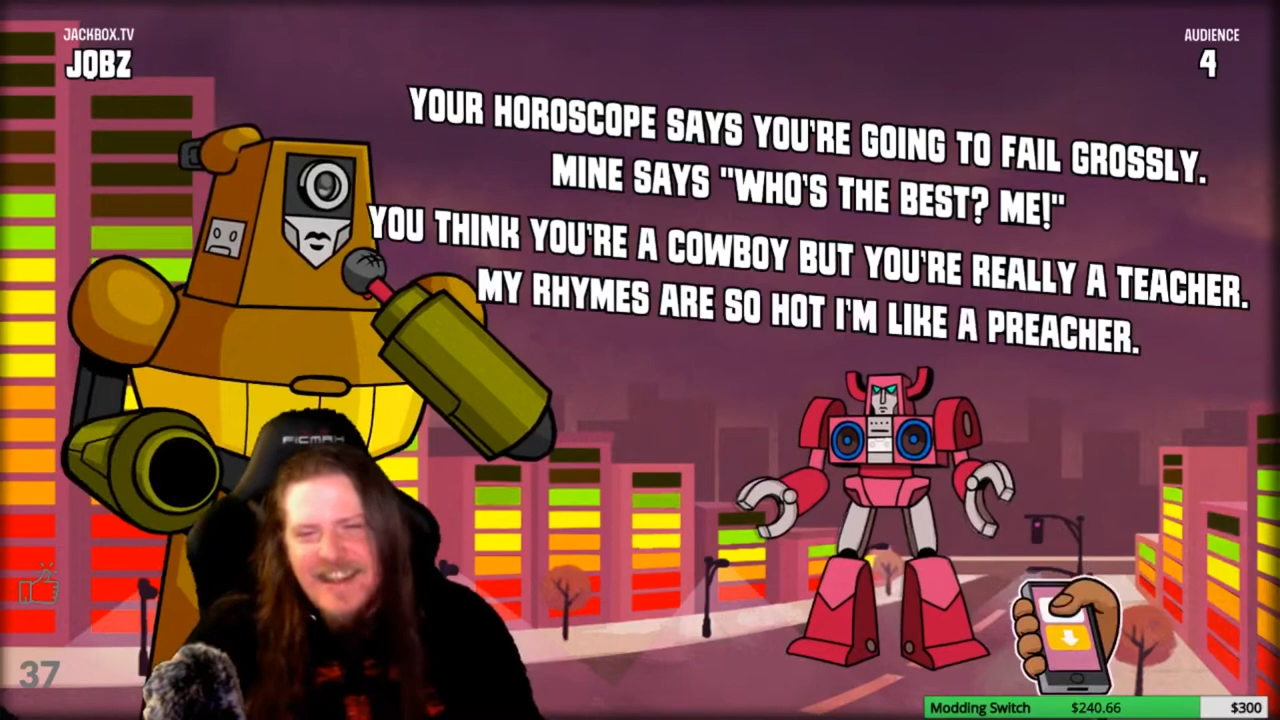 JACKBOX.TV
JQBZ
AUDIENCE
4
YOUR HOROSCOPE SAYS YOU'RE GOING TO FAIL GROSSLY.
MINE SAYS "WHO'S THE BEST? ME!"
YOU THINK YOU'RE A COWBOY BUT YOU'RE REALLY A TEACHER.
MY RHYMES ARE SO HOT I'M LIKE A PREACHER.
FICMAX
37
Modding Switch $240.66 $300